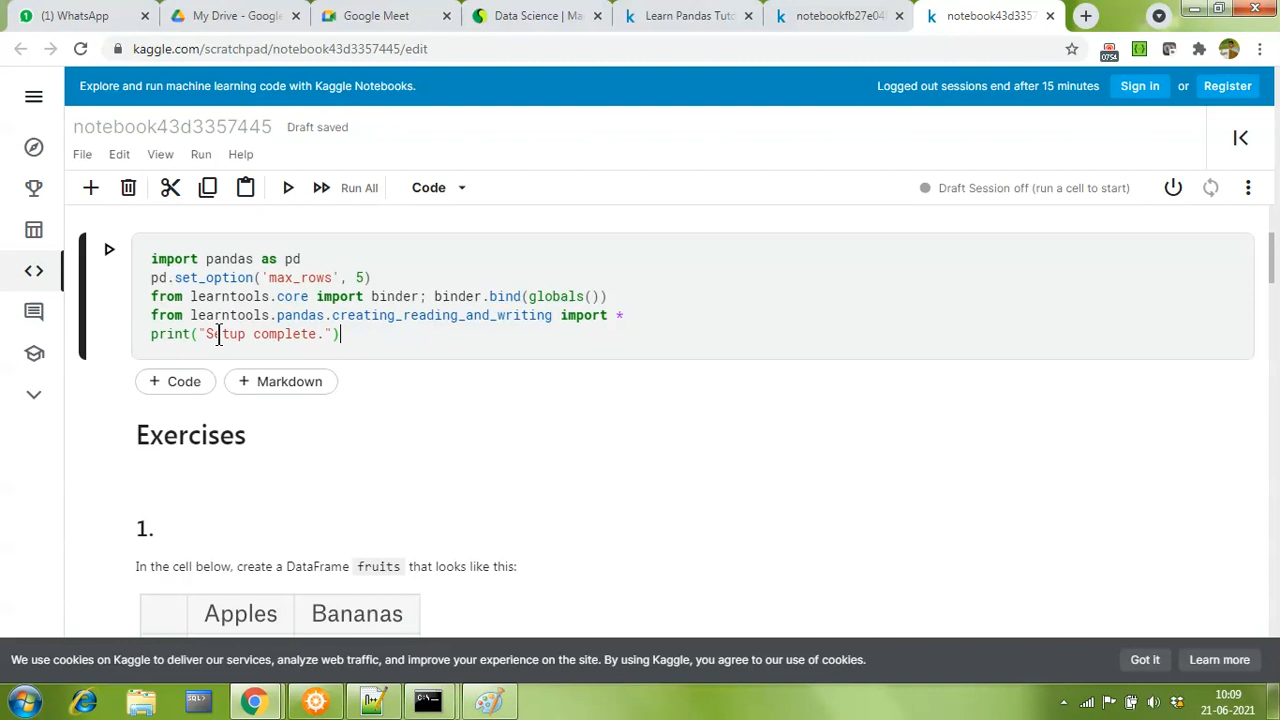 (1) WhatsApp
My Drive - Google
Google Meet
Data Science | Ma
Learn Pandas Tuto
notebookfb27e04
notebook43d3357
kaggle.com/scratchpad/notebook43d3357445/edit
0754
Explore and run machine learning code with Kaggle Notebooks.
Logged out sessions end after 15 minutes
Sign in or Register
notebook43d3357445 Draft saved
File Edit View Run Help
Run All
Code
Draft Session off (run a cell to start)
import pandas as pd
pd.set_option('max_rows', 5)
from learntools.core import binder; binder.bind(globals())
from learntools.pandas.creating_reading_and_writing import *
print("Setup complete.")
+ Code
+ Markdown
Exercises
1.
In the cell below, create a DataFrame fruits that looks like this:
Apples Bananas
We use cookies on Kaggle to deliver our services, analyze web traffic, and improve your experience on the site. By using Kaggle, you agree to our use of cookies.
Got it
Learn more
SQL>
10:09
21-06-2021